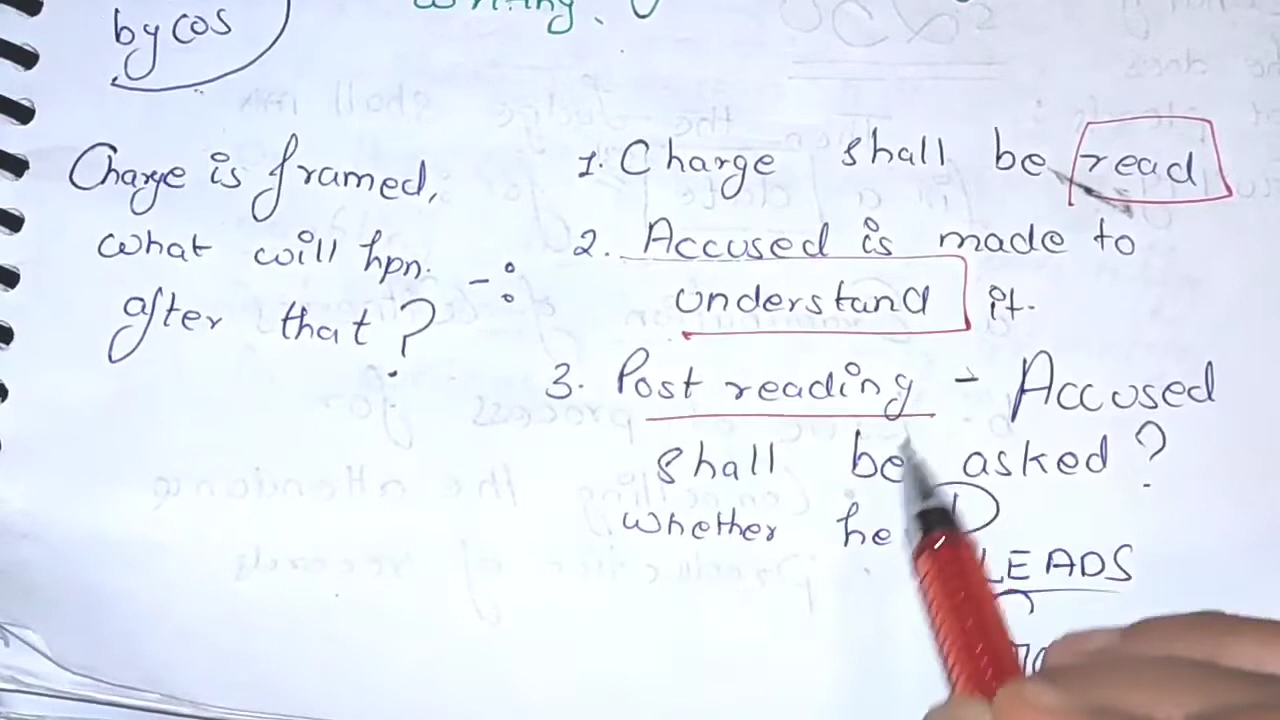 writing.
by cos
Charge is framed,
what will hpn.
after that?
-:
1. Charge shall be read
2. Accused is made to
understand it.
3. Post reading - Accused
shall be asked?
whether he
LEADS